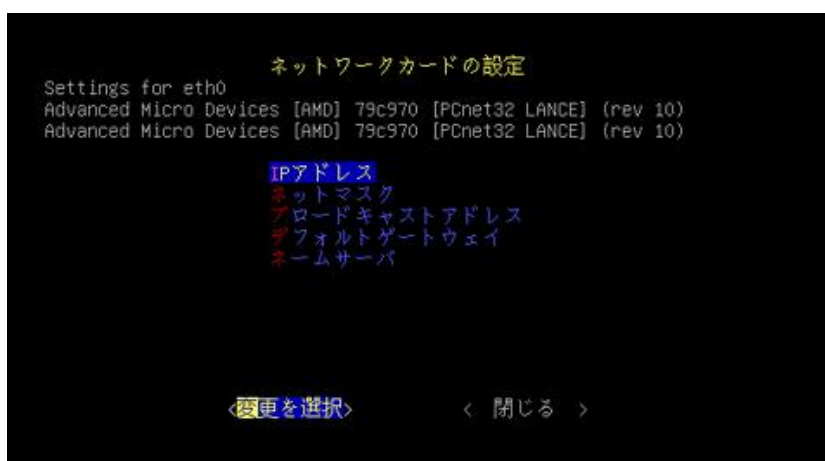 ネットワークカードの設定
Settings for eth0
Advanced Micro Devices [AMD] 79c970 [PCnet32 LANCE] (rev 10)
Advanced Micro Devices [AMD] 79c970 [PCnet32 LANCE] (rev 10)
IPアドレス
ネットマスク
ブロードキャストアドレス
デフォルトゲートウェイ
ネームサーバ
<変更を選択> < 閉じる >